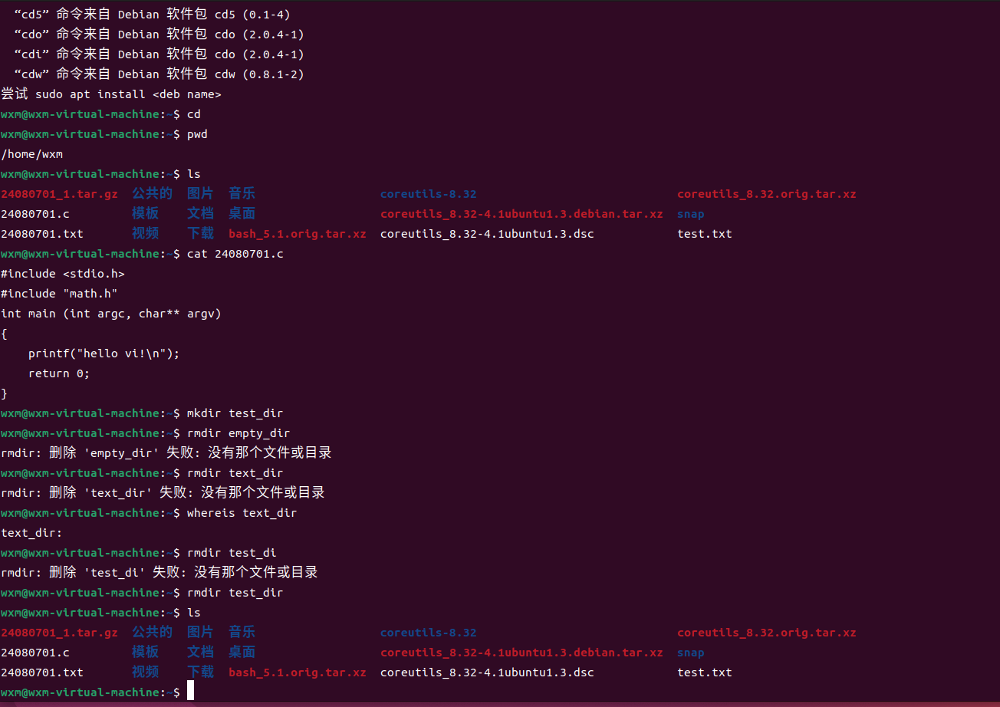 “cd5” 命令来自 Debian 软件包 cd5 (0.1-4)
“cdo” 命令来自 Debian 软件包 cdo (2.0.4-1)
“cdi” 命令来自 Debian 软件包 cdo (2.0.4-1)
“cdw” 命令来自 Debian 软件包 cdw (0.8.1-2)
尝试 sudo apt install <deb name>
wxm@wxm-virtual-machine:~$ cd
wxm@wxm-virtual-machine:~$ pwd
/home/wxm
wxm@wxm-virtual-machine:~$ ls
24080701_1.tar.gz 公共的 图片 音乐 coreutils-8.32 coreutils_8.32.orig.tar.xz
24080701.c 模板 文档 桌面 coreutils_8.32-4.1ubuntu1.3.debian.tar.xz snap
24080701.txt 视频 下载 bash_5.1.orig.tar.xz coreutils_8.32-4.1ubuntu1.3.dsc test.txt
wxm@wxm-virtual-machine:~$ cat 24080701.c
#include <stdio.h>
#include "math.h"
int main (int argc, char** argv)
{
    printf("hello vi!\n");
    return 0;
}
wxm@wxm-virtual-machine:~$ mkdir test_dir
wxm@wxm-virtual-machine:~$ rmdir empty_dir
rmdir: 删除 'empty_dir' 失败: 没有那个文件或目录
wxm@wxm-virtual-machine:~$ rmdir text_dir
rmdir: 删除 'text_dir' 失败: 没有那个文件或目录
wxm@wxm-virtual-machine:~$ whereis text_dir
text_dir:
wxm@wxm-virtual-machine:~$ rmdir test_di
rmdir: 删除 'test_di' 失败: 没有那个文件或目录
wxm@wxm-virtual-machine:~$ rmdir test_dir
wxm@wxm-virtual-machine:~$ ls
24080701_1.tar.gz 公共的 图片 音乐 coreutils-8.32 coreutils_8.32.orig.tar.xz
24080701.c 模板 文档 桌面 coreutils_8.32-4.1ubuntu1.3.debian.tar.xz snap
24080701.txt 视频 下载 bash_5.1.orig.tar.xz coreutils_8.32-4.1ubuntu1.3.dsc test.txt
wxm@wxm-virtual-machine:~$